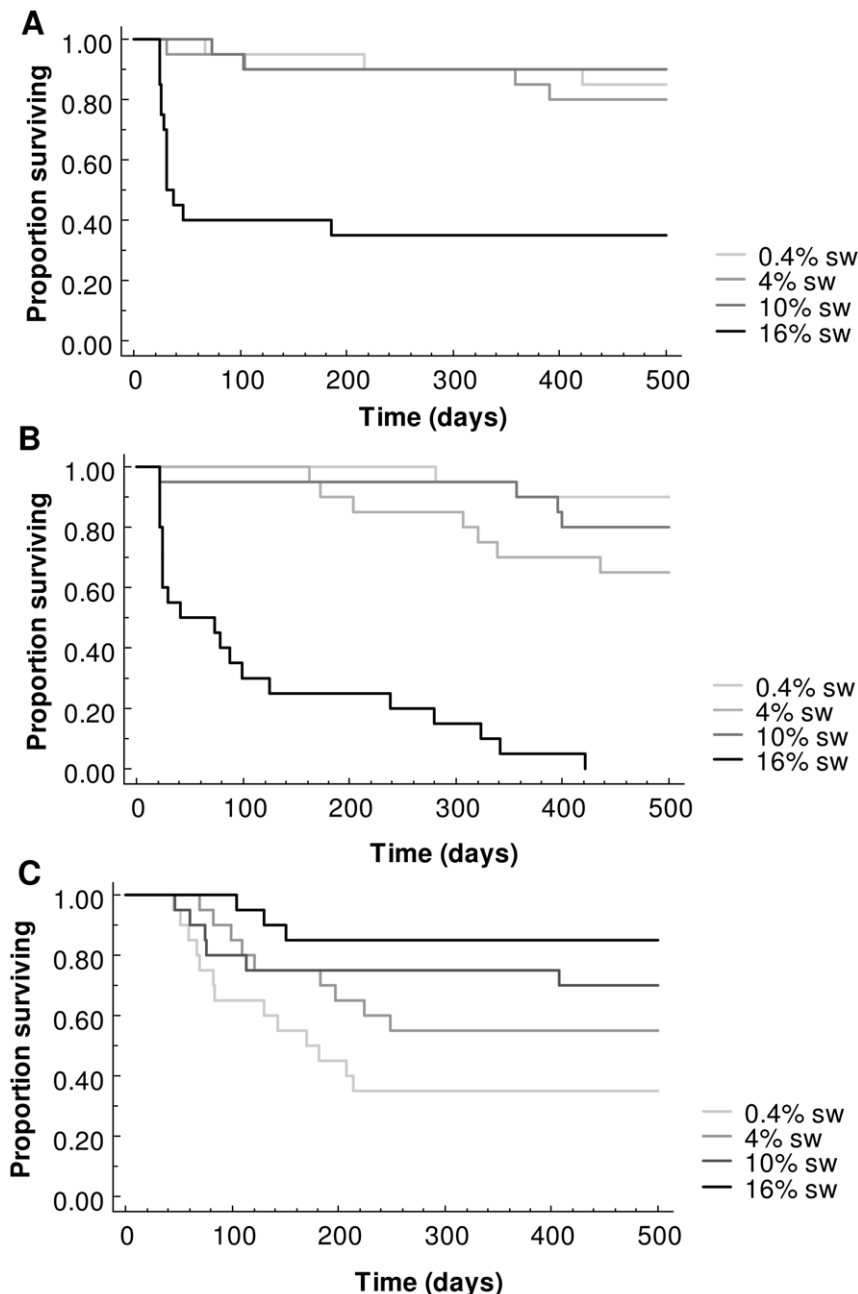 A
Proportion surviving
1.00
0.80
0.60
0.40
0.20
0.00
0 100 200 300 400 500
Time (days)
0.4% sw
4% sw
10% sw
16% sw
B
Proportion surviving
1.00
0.80
0.60
0.40
0.20
0.00
0 100 200 300 400 500
Time (days)
0.4% sw
4% sw
10% sw
16% sw
C
Proportion surviving
1.00
0.80
0.60
0.40
0.20
0.00
0 100 200 300 400 500
Time (days)
0.4% sw
4% sw
10% sw
16% sw